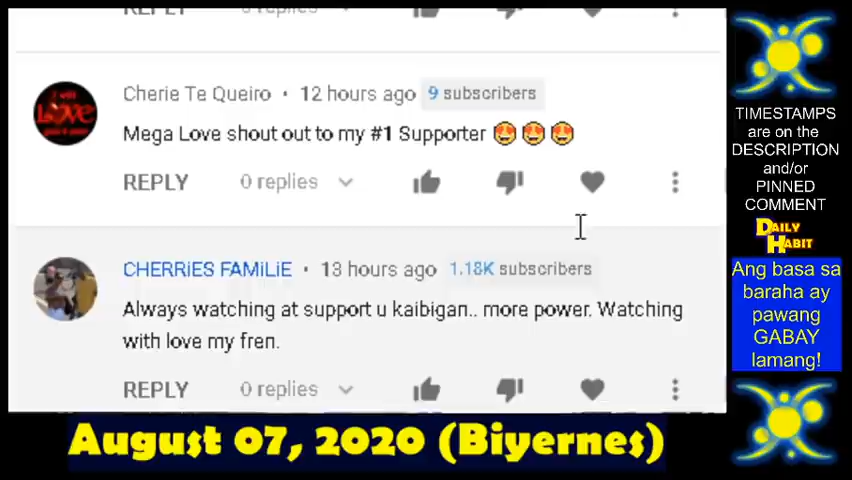 REPLY
0 replies
Cherie Te Queiro • 12 hours ago 9 subscribers
Mega Love shout out to my #1 Supporter 🤩🤩🤩
REPLY 0 replies
CHERRiES FAMiLiE • 13 hours ago 1.18K subscribers
Always watching at support u kaibigan.. more power. Watching
with love my fren.
REPLY 0 replies
TIMESTAMPS
are on the
DESCRIPTION
and/or
PINNED
COMMENT
DAILY
HABIT
Ang basa sa
baraha ay
pawang
GABAY
lamang!
August 07, 2020 (Biyernes)